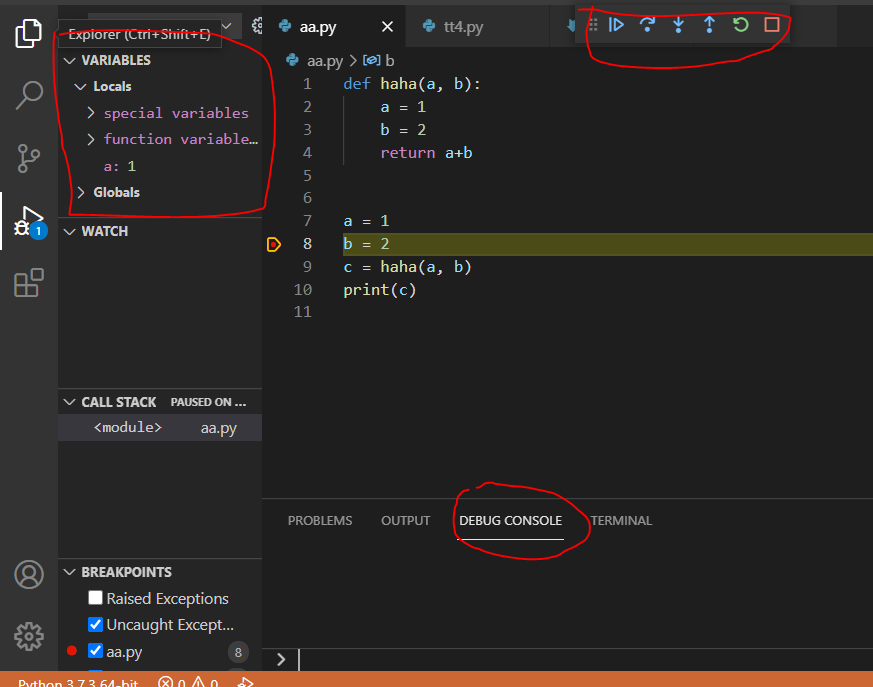 Explorer (Ctrl+Shift+E)
aa.py
tt4.py
VARIABLES
Locals
special variables
function variable...
a: 1
Globals
WATCH
CALL STACK PAUSED ON ...
<module> aa.py
BREAKPOINTS
Raised Exceptions
Uncaught Except...
aa.py 8
1
aa.py > b
1 def haha(a, b):
2 a = 1
3 b = 2
4 return a+b
5
6
7 a = 1
8 b = 2
9 c = haha(a, b)
10 print(c)
11
PROBLEMS OUTPUT DEBUG CONSOLE TERMINAL
>
Python 3.7.3 64-bit 0 0